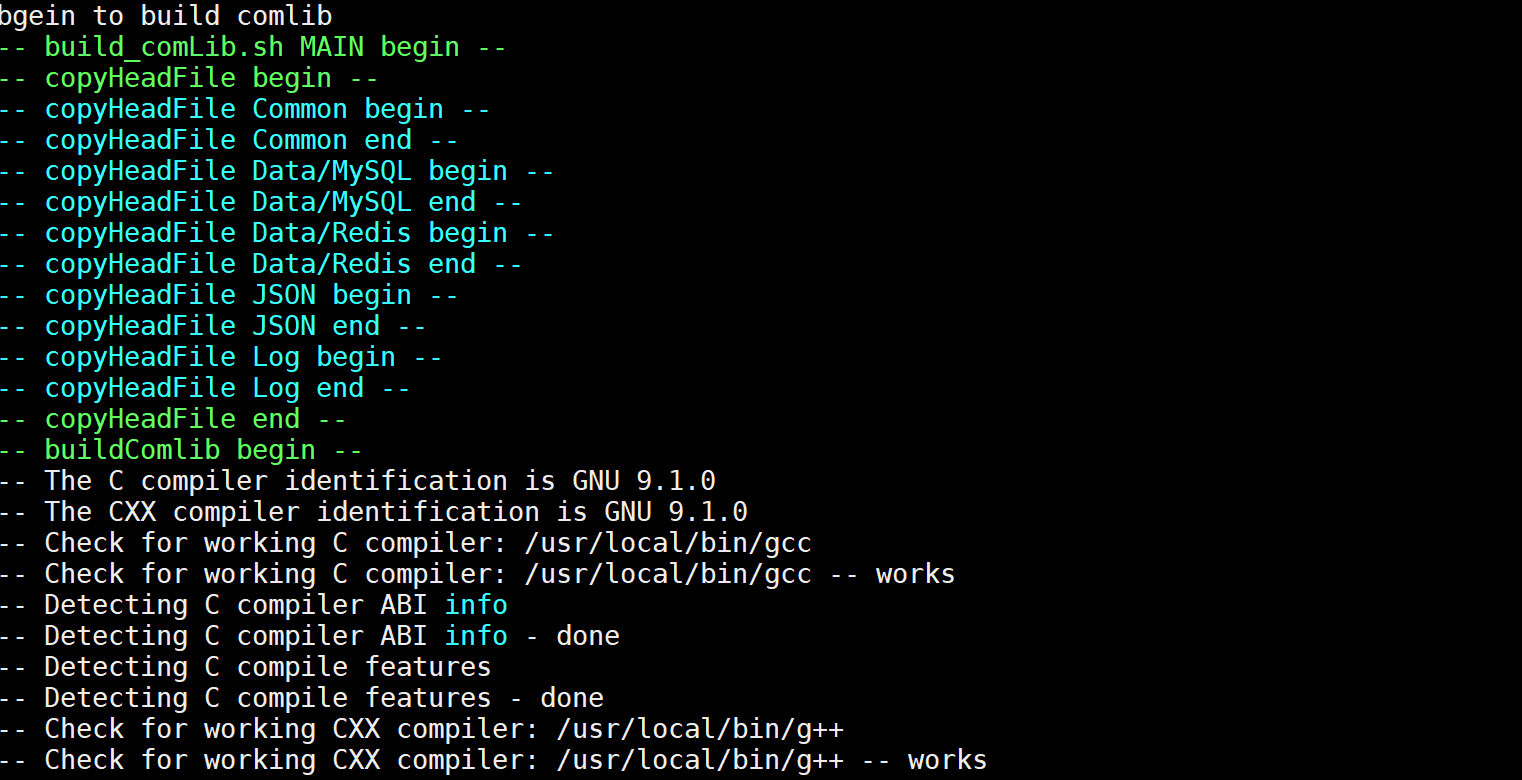 bgein to build comlib
-- build_comLib.sh MAIN begin --
-- copyHeadFile begin --
-- copyHeadFile Common begin --
-- copyHeadFile Common end --
-- copyHeadFile Data/MySQL begin --
-- copyHeadFile Data/MySQL end --
-- copyHeadFile Data/Redis begin --
-- copyHeadFile Data/Redis end --
-- copyHeadFile JSON begin --
-- copyHeadFile JSON end --
-- copyHeadFile Log begin --
-- copyHeadFile Log end --
-- copyHeadFile end --
-- buildComlib begin --
-- The C compiler identification is GNU 9.1.0
-- The CXX compiler identification is GNU 9.1.0
-- Check for working C compiler: /usr/local/bin/gcc
-- Check for working C compiler: /usr/local/bin/gcc -- works
-- Detecting C compiler ABI info
-- Detecting C compiler ABI info - done
-- Detecting C compile features
-- Detecting C compile features - done
-- Check for working CXX compiler: /usr/local/bin/g++
-- Check for working CXX compiler: /usr/local/bin/g++ -- works